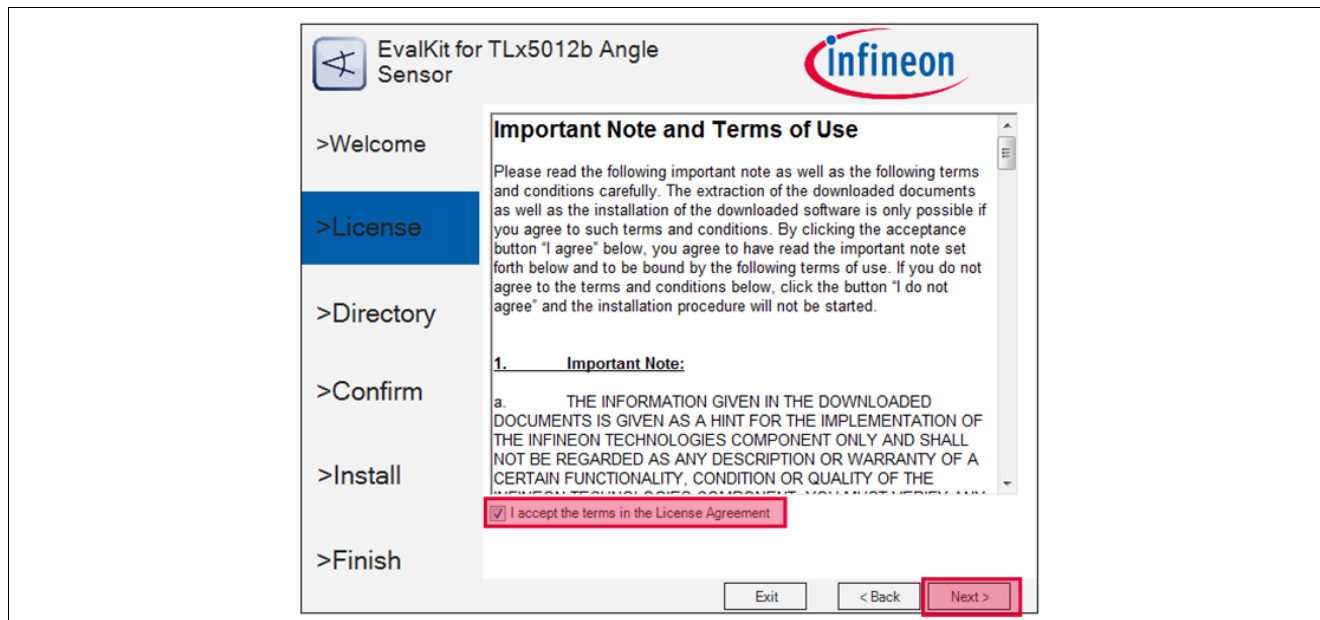 EvalKit for TLx5012b Angle
Sensor
infineon
>Welcome
>License
>Directory
>Confirm
>Install
>Finish
Important Note and Terms of Use
Please read the following important note as well as the following terms
and conditions carefully. The extraction of the downloaded documents
as well as the installation of the downloaded software is only possible if
you agree to such terms and conditions. By clicking the acceptance
button "I agree" below, you agree to have read the important note set
forth below and to be bound by the following terms of use. If you do not
agree to the terms and conditions below, click the button "I do not
agree" and the installation procedure will not be started.
1. Important Note:
a. THE INFORMATION GIVEN IN THE DOWNLOADED
DOCUMENTS IS GIVEN AS A HINT FOR THE IMPLEMENTATION OF
THE INFINEON TECHNOLOGIES COMPONENT ONLY AND SHALL
NOT BE REGARDED AS ANY DESCRIPTION OR WARRANTY OF A
CERTAIN FUNCTIONALITY, CONDITION OR QUALITY OF THE
INFINEON TECHNOLOGIES COMPONENT. YOU MUST VERIFY ANY
I accept the terms in the License Agreement
Exit
< Back
Next >